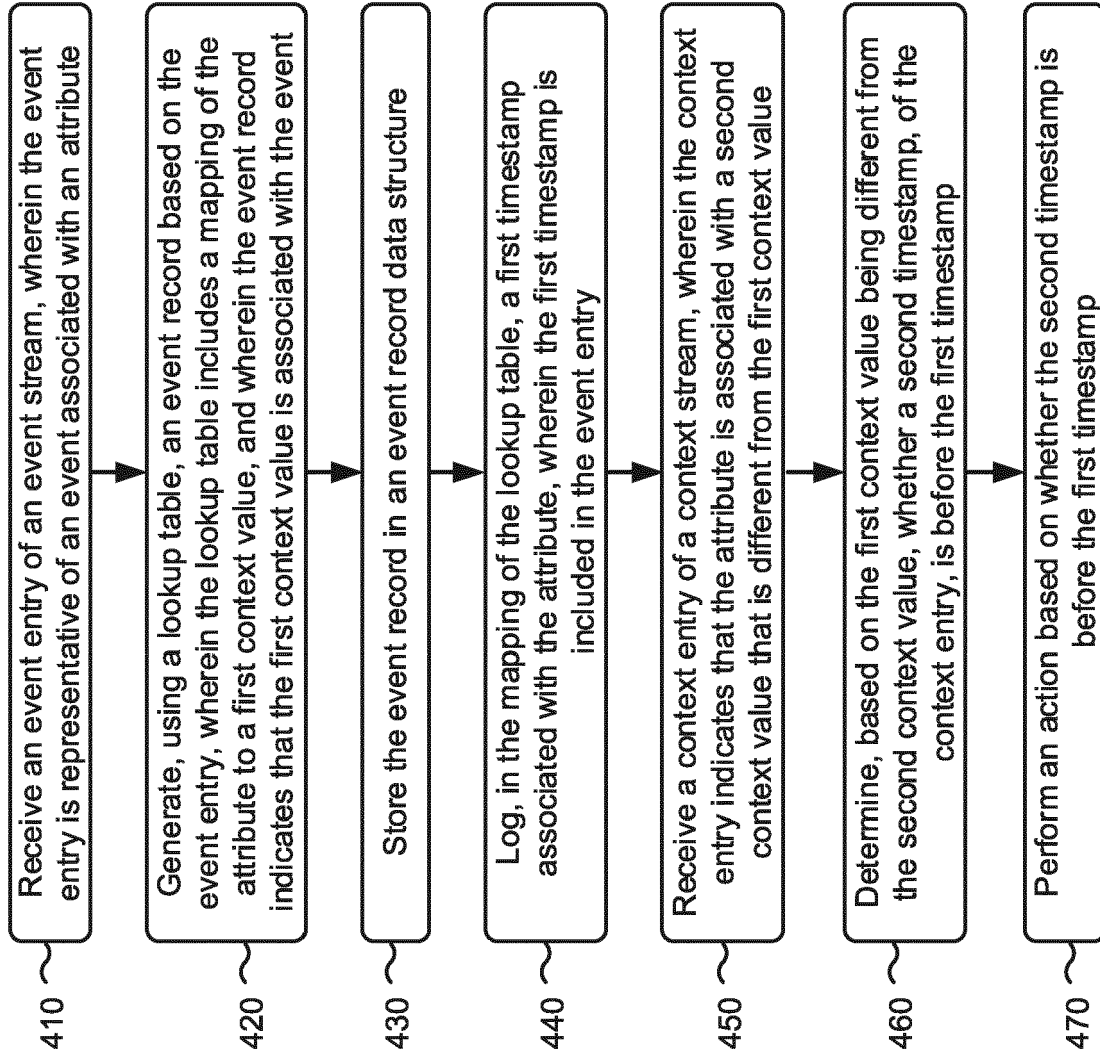 410
Receive an event entry of an event stream, wherein the event
entry is representative of an event associated with an attribute
420
Generate, using a lookup table, an event record based on the
event entry, wherein the lookup table includes a mapping of the
attribute to a first context value, and wherein the event record
indicates that the first context value is associated with the event
430
Store the event record in an event record data structure
440
Log, in the mapping of the lookup table, a first timestamp
associated with the attribute, wherein the first timestamp is
included in the event entry
450
Receive a context entry of a context stream, wherein the context
entry indicates that the attribute is associated with a second
context value that is different from the first context value
460
Determine, based on the first context value being different from
the second context value, whether a second timestamp, of the
context entry, is before the first timestamp
470
Perform an action based on whether the second timestamp is
before the first timestamp